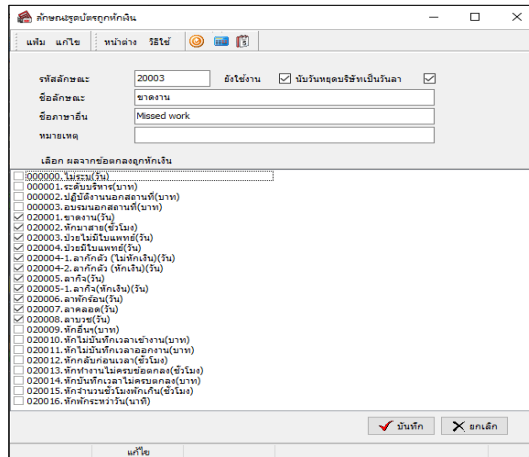 ลักษณะรูดบัตรถูกหักเงิน
แฟ้ม แก้ไข หน้าต่าง วิธีใช้
รหัสลักษณะ 20003 ยังใช้งาน นับวันหยุดบริษัทเป็นวันลา
ชื่อลักษณะ ขาดงาน
ชื่อภาษาอื่น Missed work
หมายเหตุ
เลือก ผลจากข้อตกลงถูกหักเงิน
000000.ไม่ระบุ(วัน)
000001.ระดับบริหาร(บาท)
000002.ปฏิบัติงานนอกสถานที่(บาท)
000003.อบรมนอกสถานที่(บาท)
020001.ขาดงาน(วัน)
020002.หักมาสาย(ชั่วโมง)
020003.ป่วยไม่มีใบแพทย์(วัน)
020004.ป่วยมีใบแพทย์(วัน)
020004-1.ลากักตัว (ไม่หักเงิน)(วัน)
020004-2.ลากักตัว (หักเงิน)(วัน)
020005.ลากิจ(วัน)
020005-1.ลากิจ(หักเงิน)(วัน)
020006.ลาพักร้อน(วัน)
020007.ลาคลอด(วัน)
020008.ลาบวช(วัน)
020009.หักอื่นๆ(บาท)
020010.หักไม่บันทึกเวลาเข้างาน(บาท)
020011.หักไม่บันทึกเวลาออกงาน(บาท)
020012.หักกลับก่อนเวลา(ชั่วโมง)
020013.หักทำงานไม่ครบข้อตกลง(ชั่วโมง)
020014.หักบันทึกเวลาไม่ครบตกลง(บาท)
020015.หักจำนวนชั่วโมงพักเกิน(ชั่วโมง)
020016.หักพักระหว่าวัน(นาที)
บันทึก ยกเลิก
แก้ไข